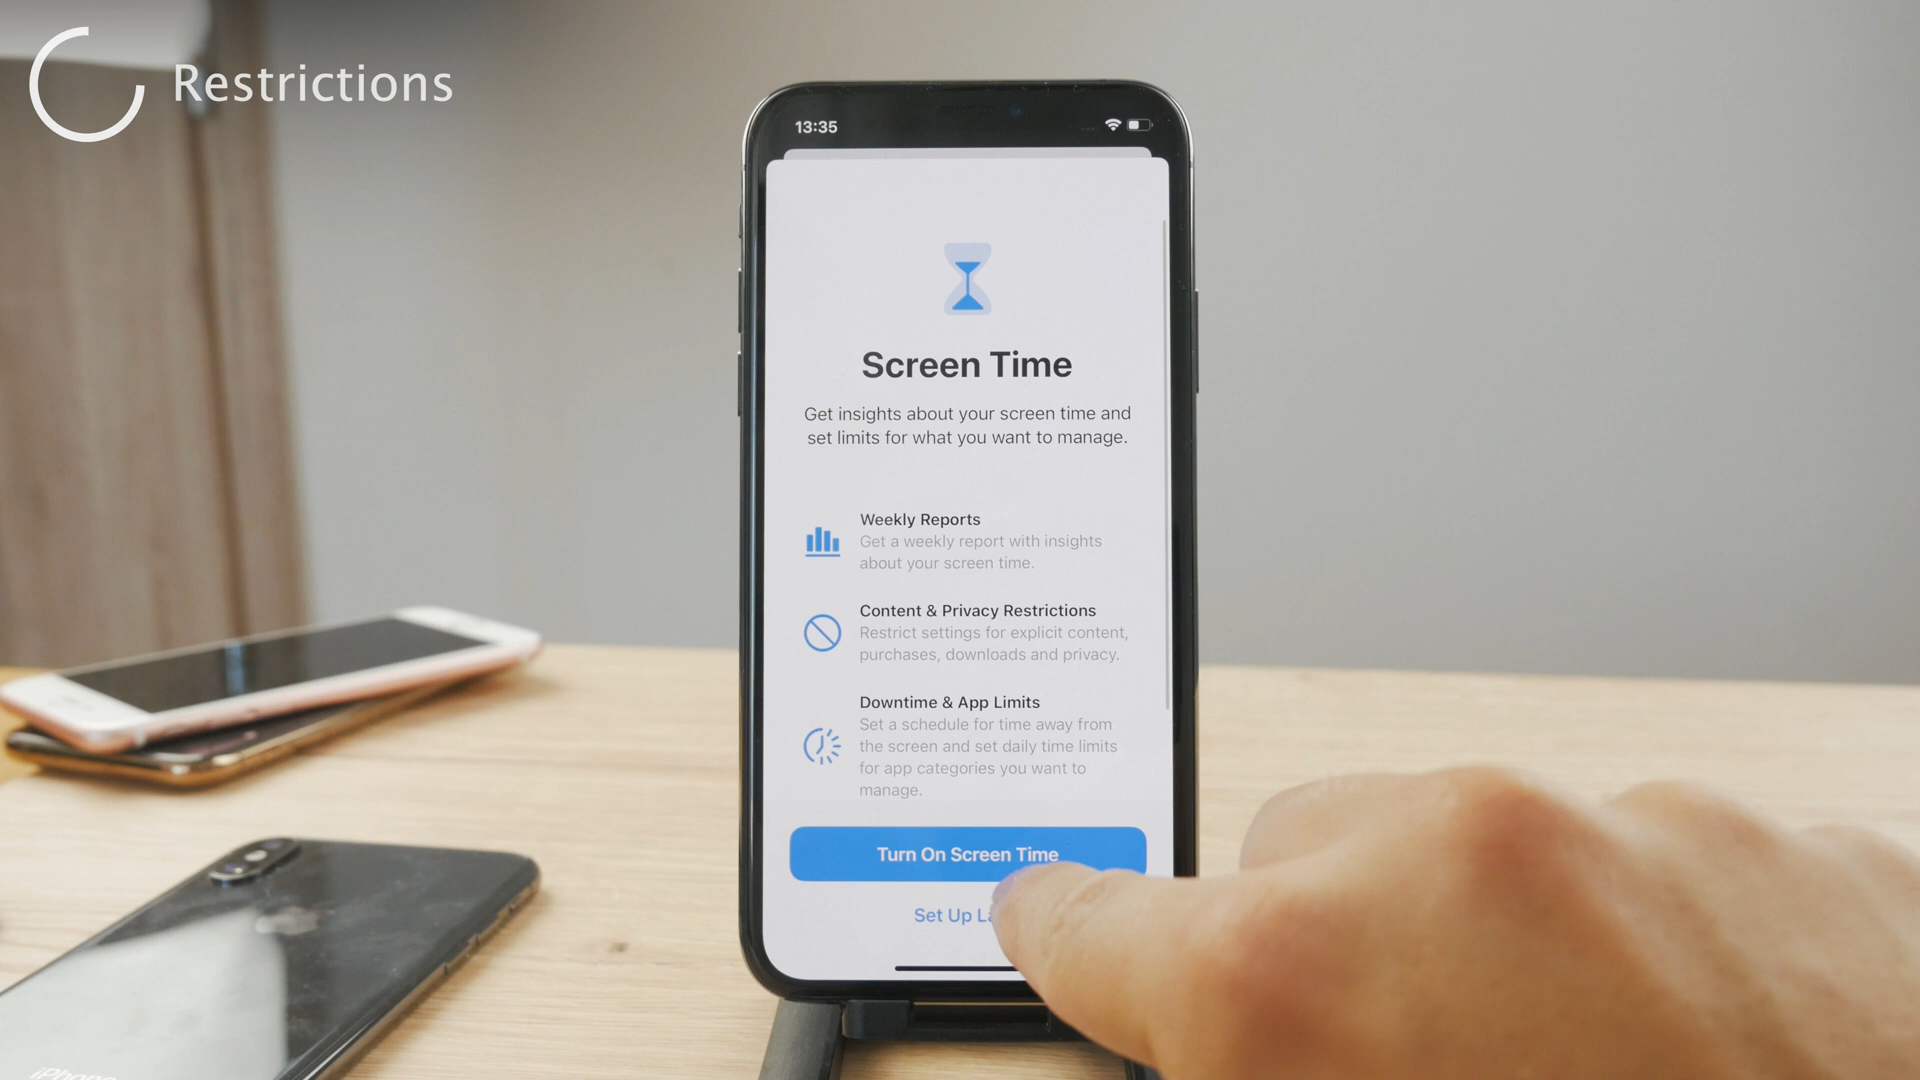 Restrictions
13:35
Screen Time
Get insights about your screen time and
set limits for what you want to manage.
Weekly Reports
Get a weekly report with insights
about your screen time.
Content & Privacy Restrictions
Restrict settings for explicit content,
purchases, downloads and privacy.
Downtime & App Limits
Set a schedule for time away from
the screen and set daily time limits
for app categories you want to
manage.
Turn On Screen Time
Set Up La
iPhone